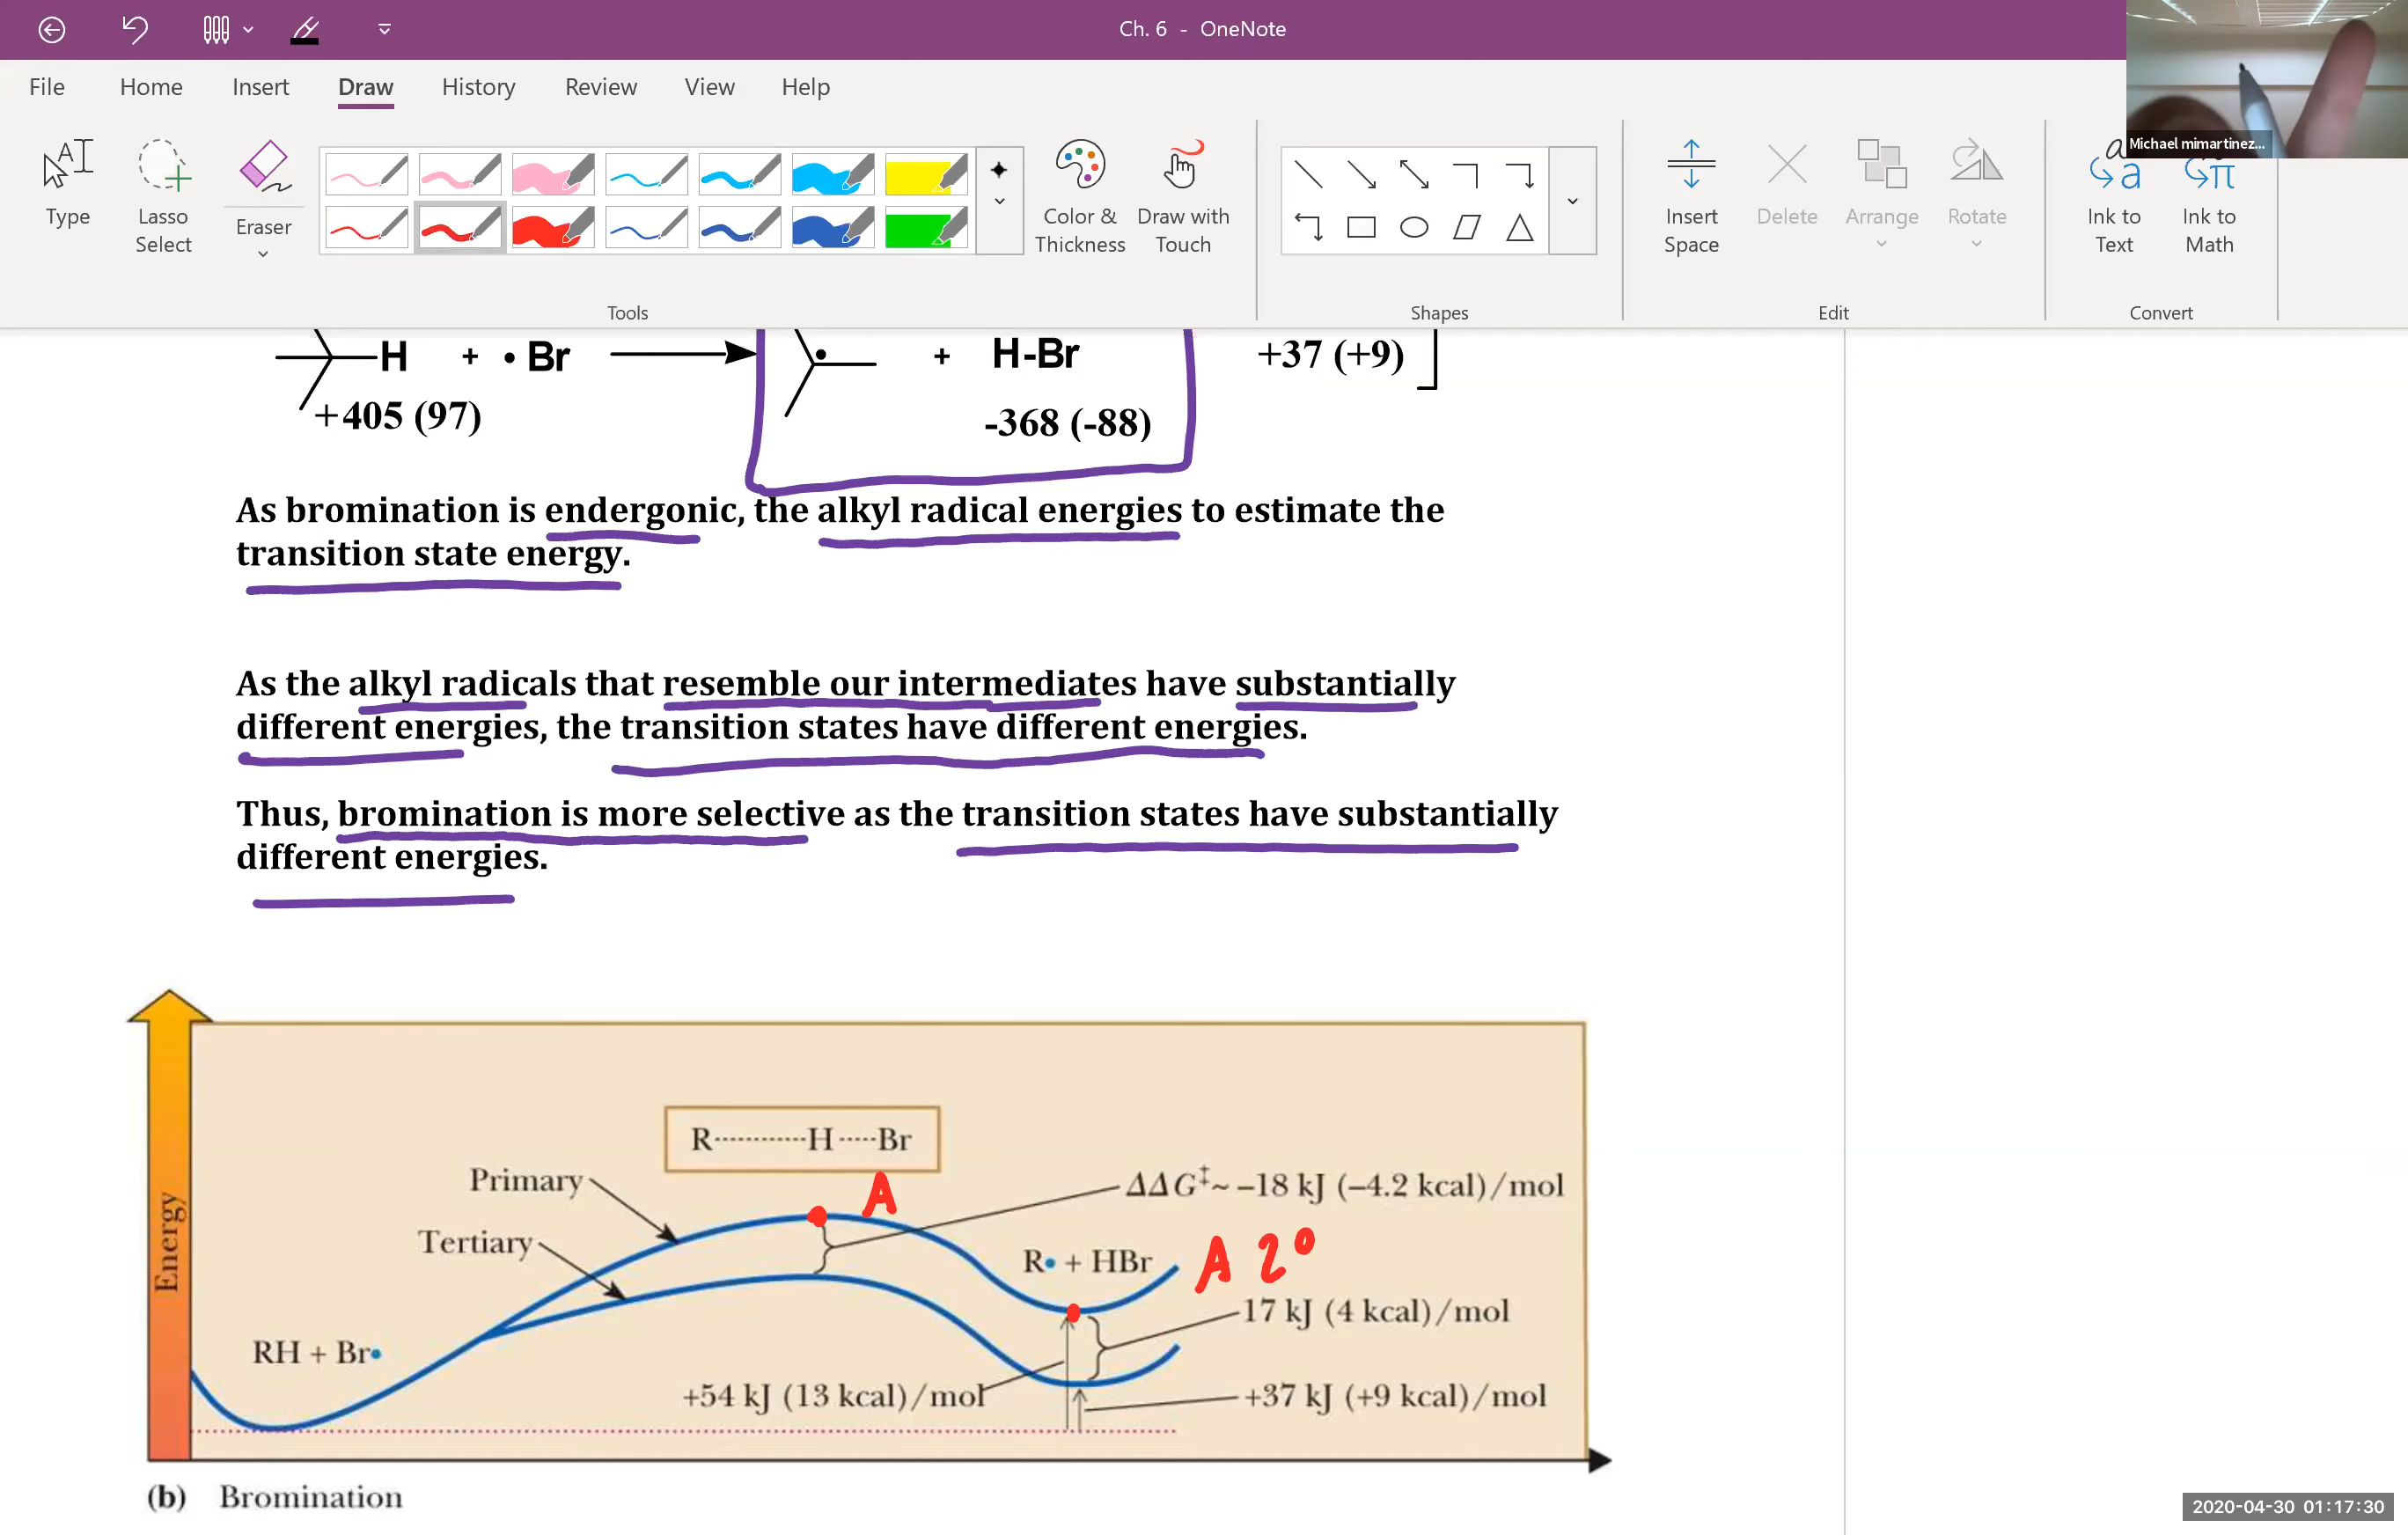 Ch. 6 - OneNote
File Home Insert Draw History Review View Help
Michael mimartinez...
Type
Lasso Select
Eraser
Color & Thickness
Draw with Touch
Insert Space
Delete
Arrange
Rotate
Ink to Text
Ink to Math
Tools
Shapes
Edit
Convert
H + • Br + H-Br +37 (+9)
+405 (97) -368 (-88)
As bromination is endergonic, the alkyl radical energies to estimate the
transition state energy.
As the alkyl radicals that resemble our intermediates have substantially
different energies, the transition states have different energies.
Thus, bromination is more selective as the transition states have substantially
different energies.
Energy
R············H·····Br
Primary
A
ΔΔG‡~ –18 kJ (–4.2 kcal)/mol
Tertiary
R• + HBr
A 2°
17 kJ (4 kcal)/mol
RH + Br•
+54 kJ (13 kcal)/mol
+37 kJ (+9 kcal)/mol
(b) Bromination
2020-04-30 01:17:30